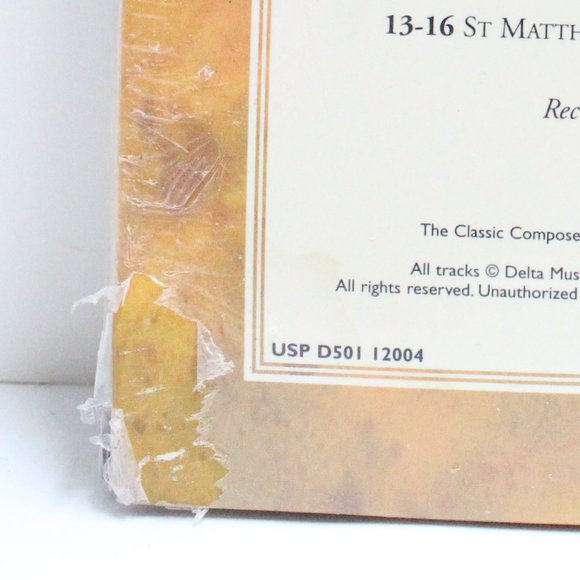 13-16 ST MATTH
Rec
The Classic Compose
All tracks © Delta Mus
All rights reserved. Unauthorized
USP D501 12004